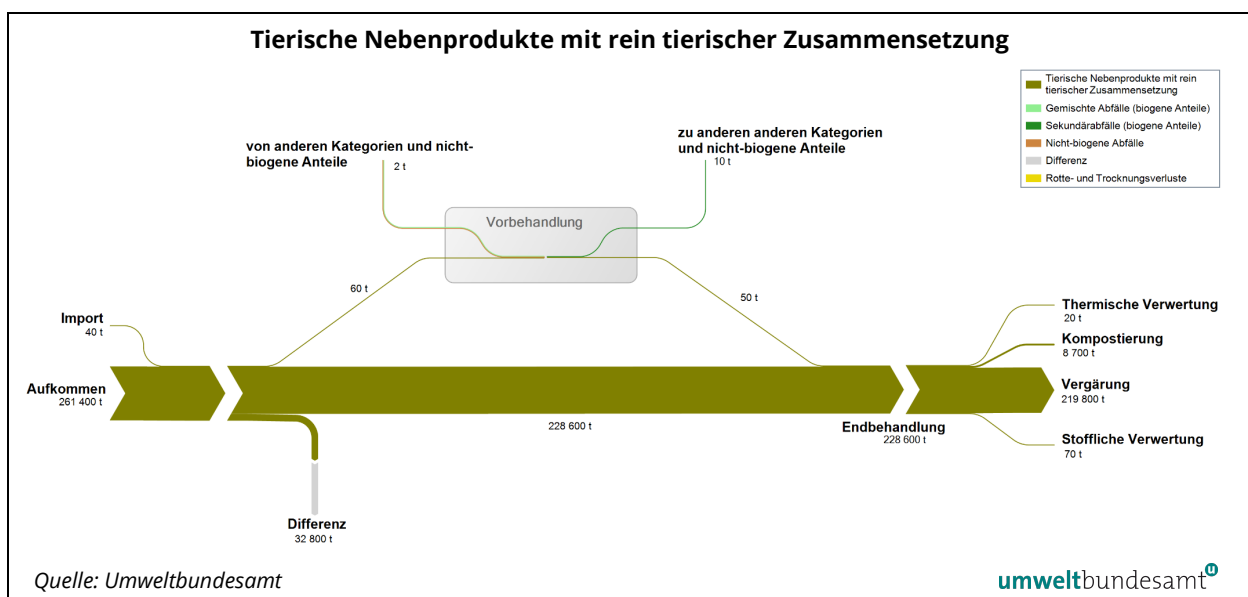 Tierische Nebenprodukte mit rein tierischer Zusammensetzung
Tierische Nebenprodukte mit rein
tierischer Zusammensetzung
Gemischte Abfälle (biogene Anteile)
Sekundärabfälle (biogene Anteile)
Nicht-biogene Abfälle
Differenz
Rotte- und Trocknungsverluste
von anderen Kategorien und nicht-
biogene Anteile
2 t
zu anderen anderen Kategorien
und nicht-biogene Anteile
10 t
Vorbehandlung
60 t
50 t
Import
40 t
Aufkommen
261 400 t
228 600 t
Differenz
32 800 t
Endbehandlung
228 600 t
Thermische Verwertung
20 t
Kompostierung
8 700 t
Vergärung
219 800 t
Stoffliche Verwertung
70 t
Quelle: Umweltbundesamt
umweltbundesamt u